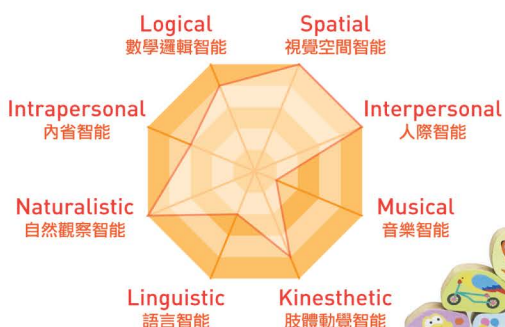 Logical
數學邏輯智能
Spatial
視覺空間智能
Intrapersonal
內省智能
Interpersonal
人際智能
Naturalistic
自然觀察智能
Musical
音樂智能
Linguistic
語言智能
Kinesthetic
肢體動覺智能